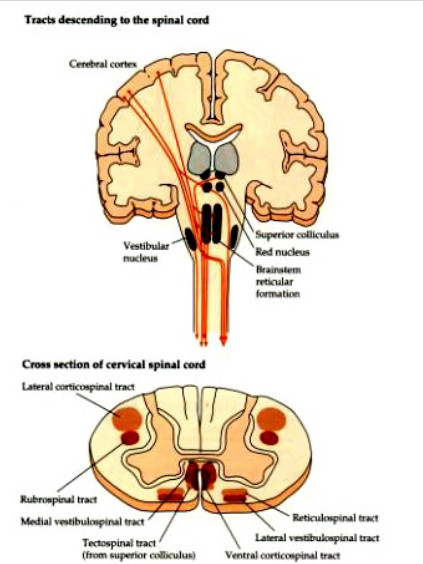 Tracts descending to the spinal cord
Cerebral cortex
Superior colliculus
Vestibular
nucleus
Red nucleus
Brainstem
reticular
formation
Cross section of cervical spinal cord
Lateral corticospinal tract
Rubrospinal tract
Reticulospinal tract
Medial vestibulospinal tract
Lateral vestibulospinal tract
Tectospinal tract
(from superior colliculus)
Ventral corticospinal tract